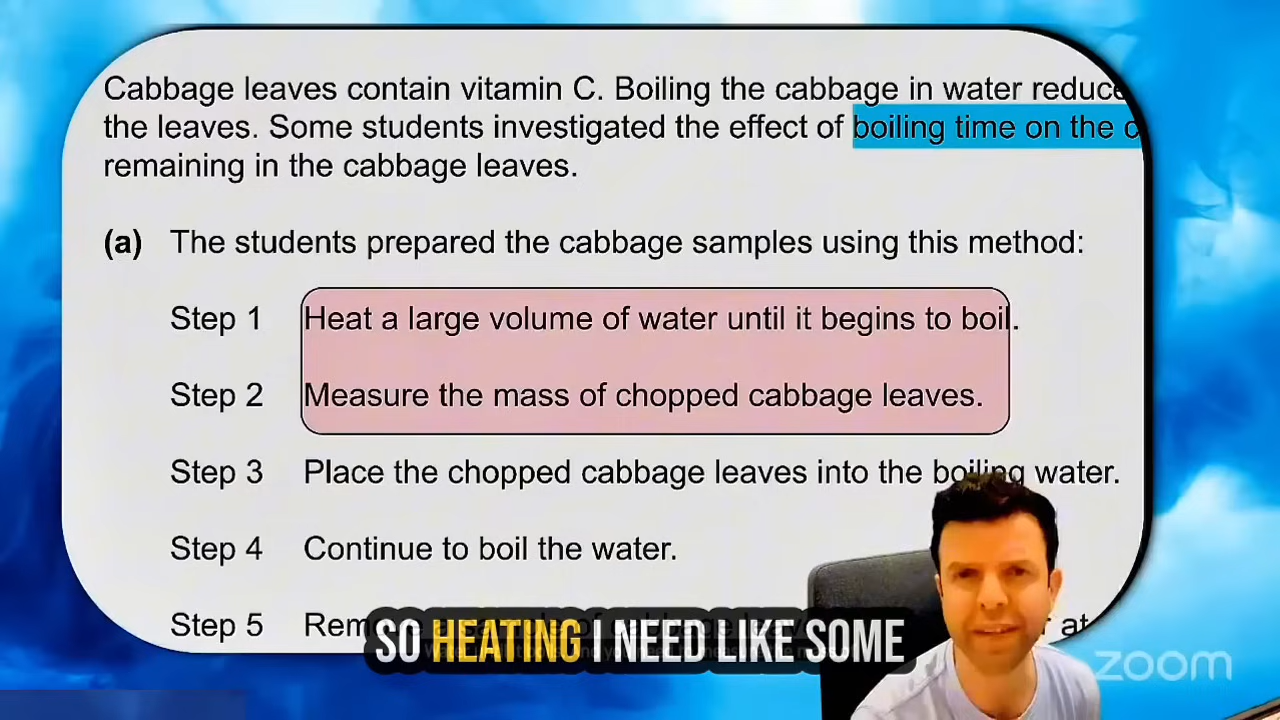 Cabbage leaves contain vitamin C. Boiling the cabbage in water
the leaves. Some students investigated the effect of boiling time on the
remaining in the cabbage leaves.
(a) The students prepared the cabbage samples using this method:
Step 1 Heat a large volume of water until it begins to boil.
Step 2 Measure the mass of chopped cabbage leaves.
Step 3 Place the chopped cabbage leaves into the boiling water.
Step 4 Continue to boil the water.
Step 5
SO HEATING I NEED LIKE SOME
zoom